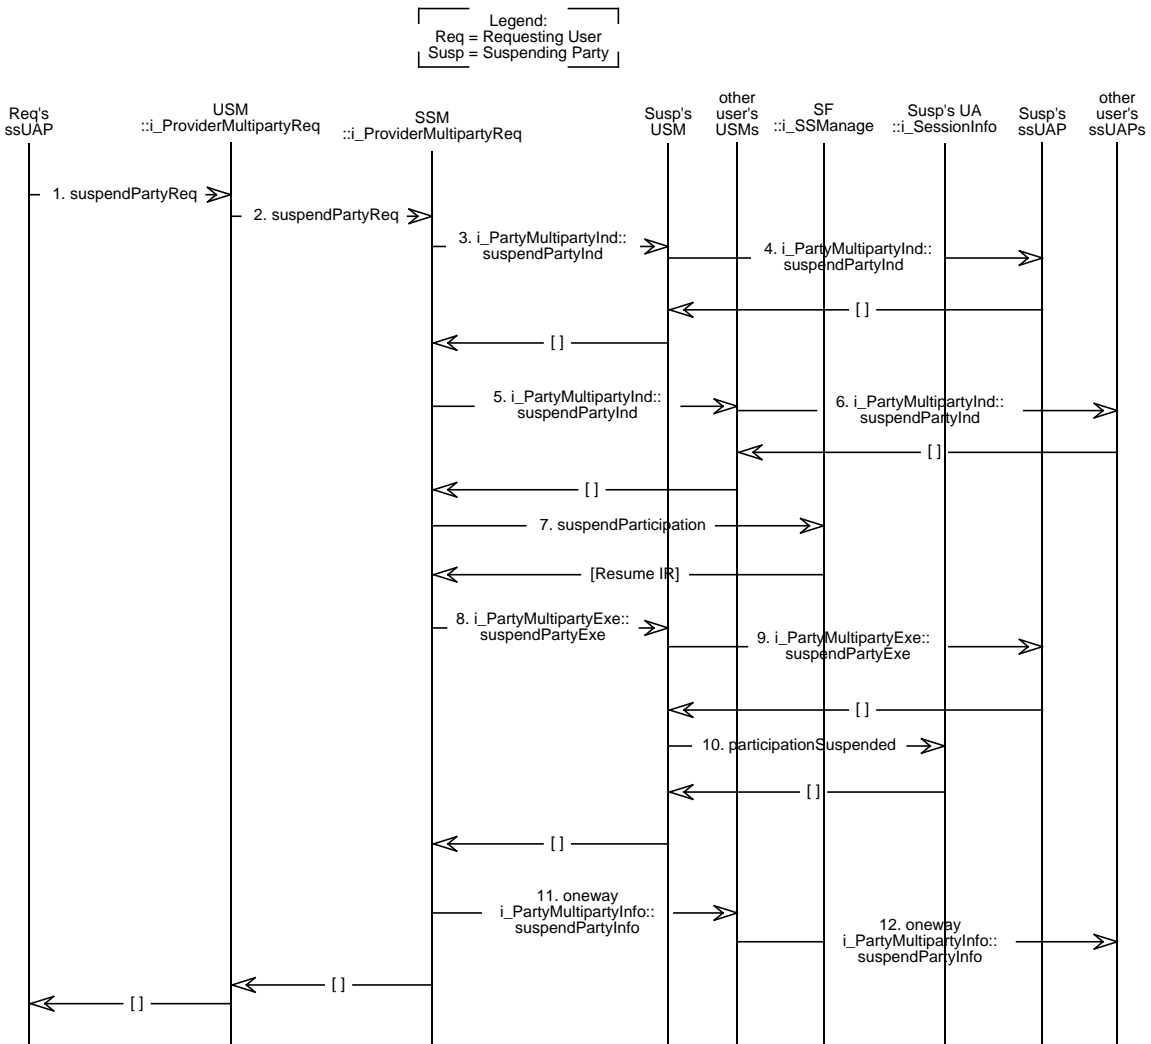 Legend:
Req = Requesting User
Susp = Suspending Party
Req's
ssUAP
USM
::i_ProviderMultipartyReq
SSM
::i_ProviderMultipartyReq
Susp's
USM
other
user's
USMs
SF
::i_SSManage
Susp's UA
::i_SessionInfo
Susp's
ssUAP
other
user's
ssUAPs
1. suspendPartyReq
2. suspendPartyReq
3. i_PartyMultipartyInd::
suspendPartyInd
4. i_PartyMultipartyInd::
suspendPartyInd
[ ]
[ ]
5. i_PartyMultipartyInd::
suspendPartyInd
6. i_PartyMultipartyInd::
suspendPartyInd
[ ]
[ ]
7. suspendParticipation
[Resume IR]
8. i_PartyMultipartyExe::
suspendPartyExe
9. i_PartyMultipartyExe::
suspendPartyExe
[ ]
10. participationSuspended
[ ]
[ ]
11. oneway
i_PartyMultipartyInfo::
suspendPartyInfo
12. oneway
i_PartyMultipartyInfo::
suspendPartyInfo
[ ]
[ ]